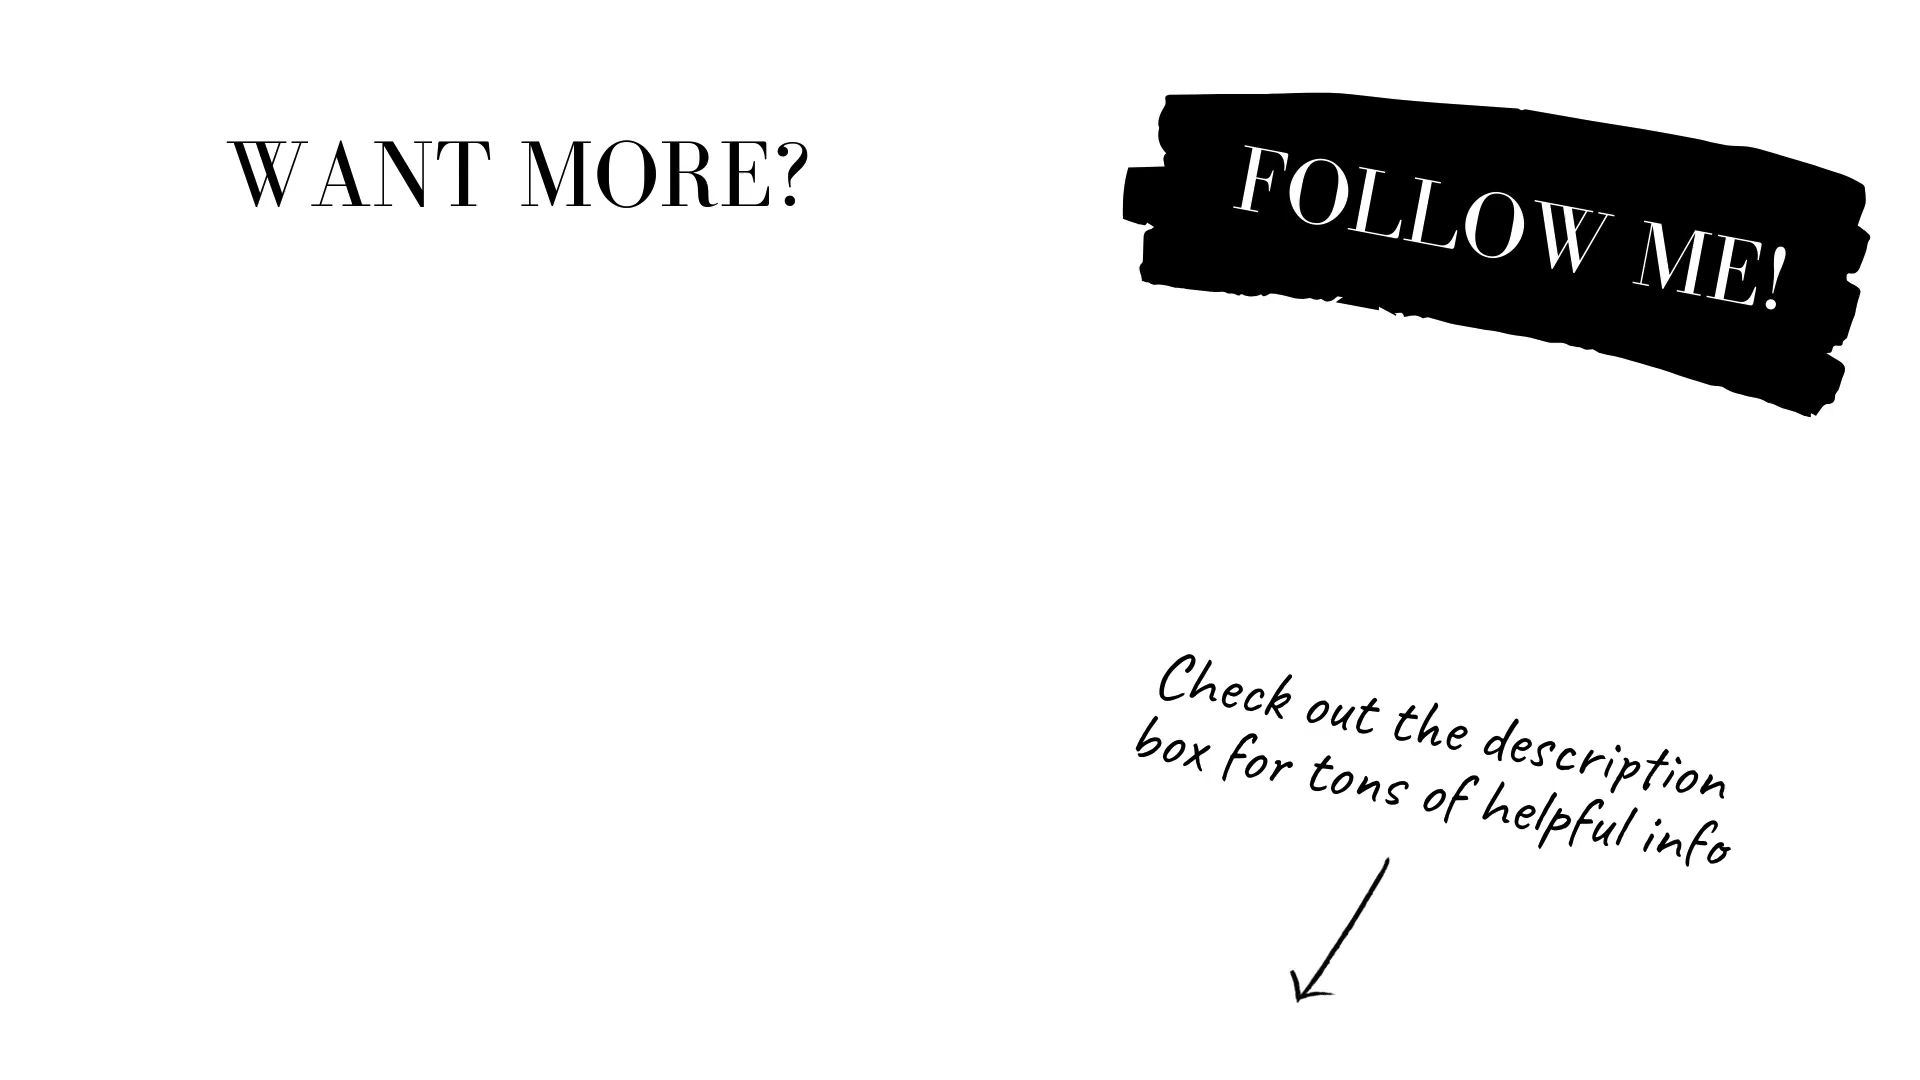 WANT MORE?
FOLLOW ME!
Check out the description
box for tons of helpful info